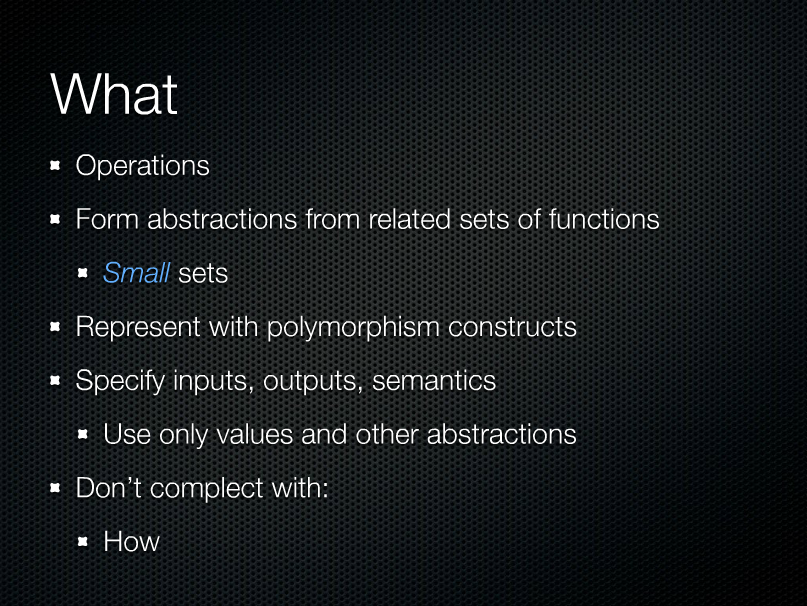 What
Operations
Form abstractions from related sets of functions
Small sets
Represent with polymorphism constructs
Specify inputs, outputs, semantics
Use only values and other abstractions
Don’t complect with:
How